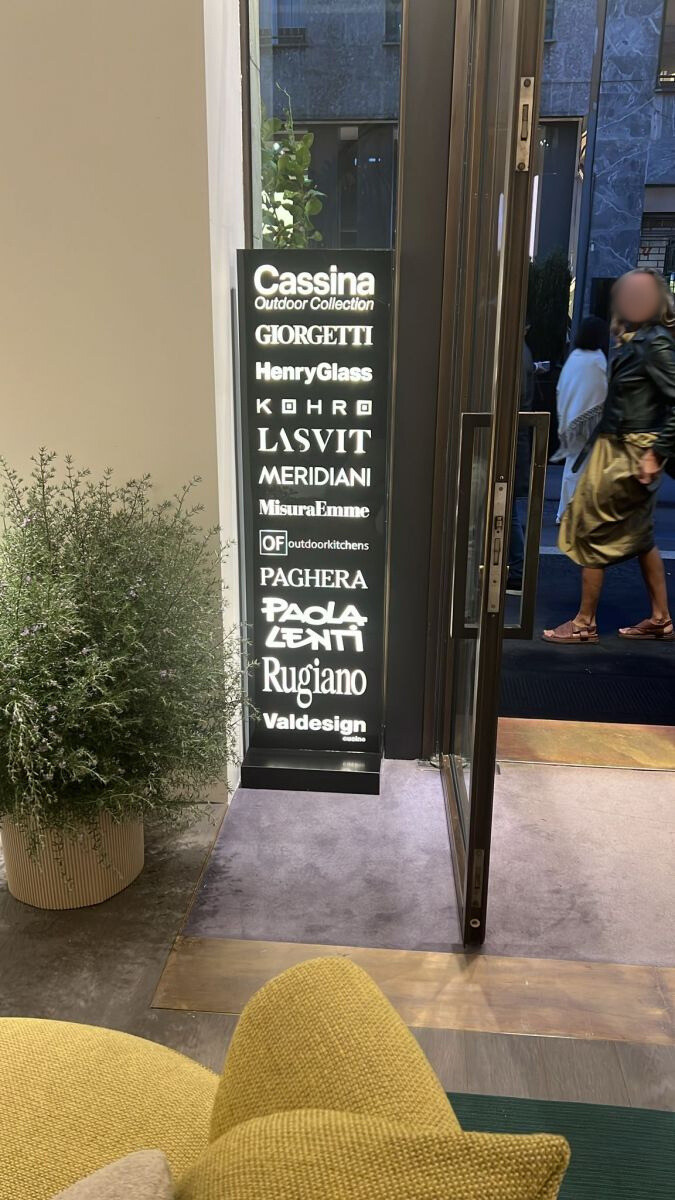 Cassina
Outdoor Collection
GIORGETTI
HenryGlass
KOHRO
LASVIT
MERIDIANI
MisuraEmme
OF outdoorkitchens
PAGHERA
PAOLA
LENTI
Rugiano
Valdesign
cucine